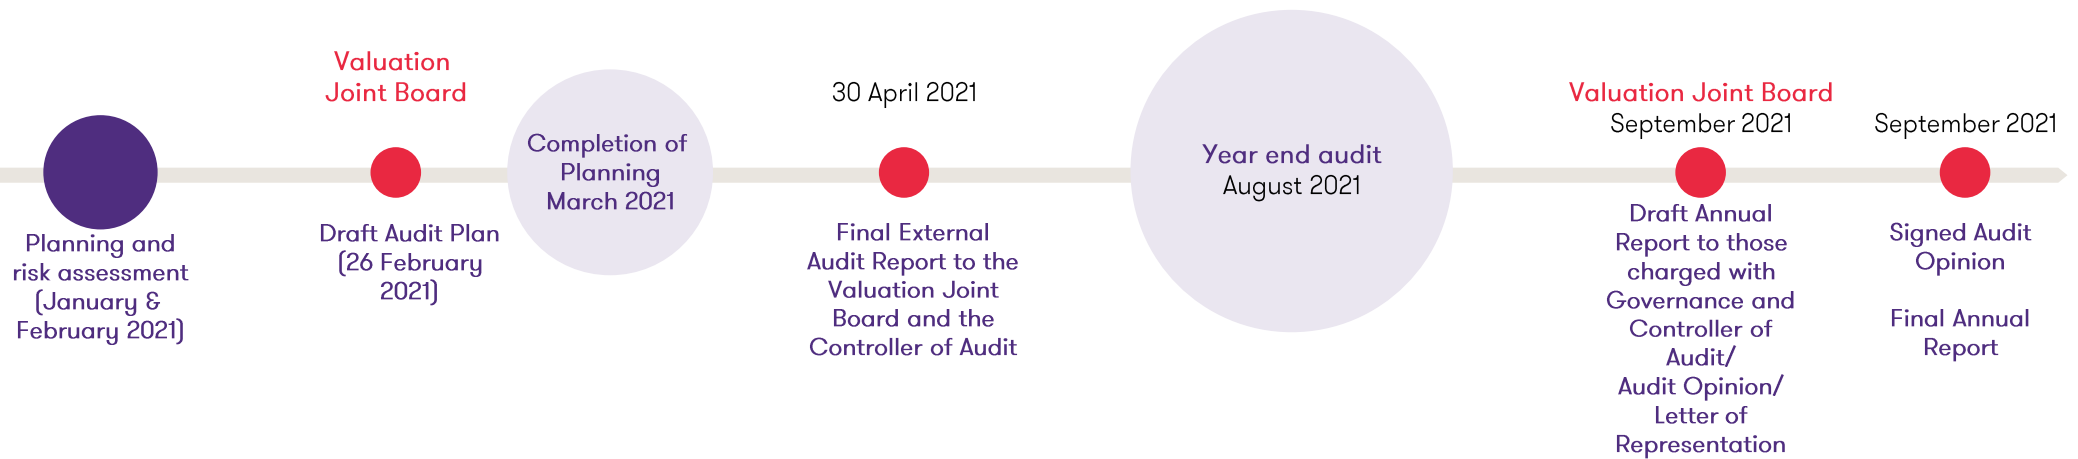 Planning and
risk assessment
(January &
February 2021)
Valuation
Joint Board
Draft Audit Plan
(26 February
2021)
Completion of
Planning
March 2021
30 April 2021
Final External
Audit Report to the
Valuation Joint
Board and the
Controller of Audit
Year end audit
August 2021
Valuation Joint Board
September 2021
Draft Annual
Report to those
charged with
Governance and
Controller of
Audit/
Audit Opinion/
Letter of
Representation
September 2021
Signed Audit
Opinion
Final Annual
Report